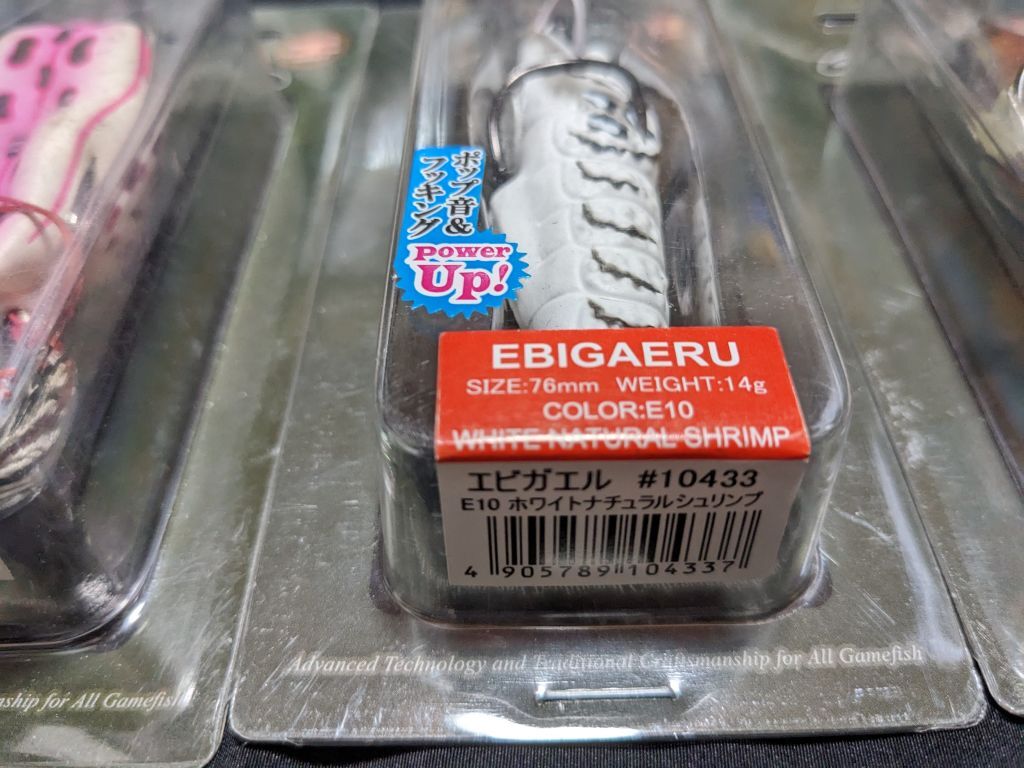 ポップ音&
フッキング
Power
Up!
EBIGAERU
SIZE:76mm WEIGHT:14g
COLOR:E10
WHITE NATURAL SHRIMP
エビガエル #10433
E10 ホワイトナチュラルシュリンプ
4 905789 104337
Advanced Technology and Traditional Craftsmanship for All Gamefish
ship for All Gamefish